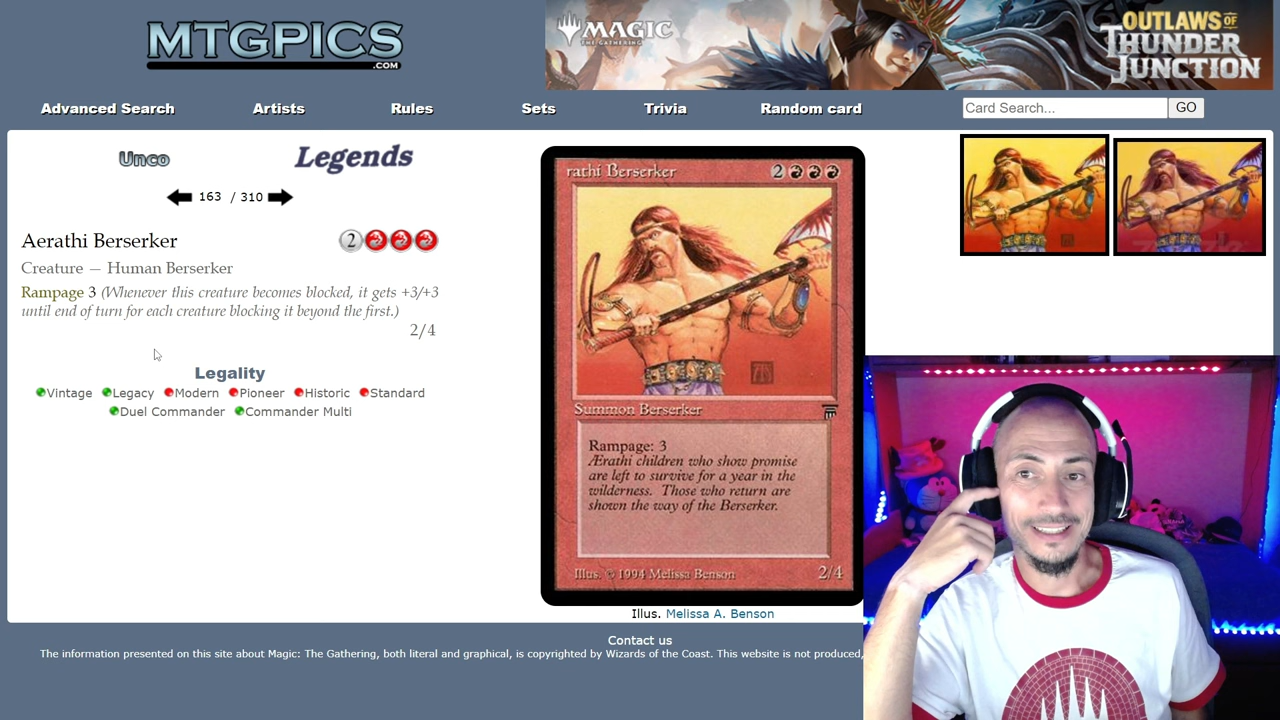 MTGPICS
.COM
MAGIC
THE GATHERING
OUTLAWS OF
THUNDER
JUNCTION
Advanced Search
Artists
Rules
Sets
Trivia
Random card
Card Search...
GO
Unco
Legends
163 / 310
Aerathi Berserker
2
Creature — Human Berserker
Rampage 3 (Whenever this creature becomes blocked, it gets +3/+3
until end of turn for each creature blocking it beyond the first.)
2/4
Legality
Vintage Legacy Modern Pioneer Historic Standard
Duel Commander Commander Multi
rathi Berserker
2
Summon Berserker
Rampage: 3
Ærathi children who show promise
are left to survive for a year in the
wilderness. Those who return are
shown the way of the Berserker.
Illus. © 1994 Melissa Benson
2/4
Illus. Melissa A. Benson
Contact us
The information presented on this site about Magic: The Gathering, both literal and graphical, is copyrighted by Wizards of the Coast. This website is not produced,